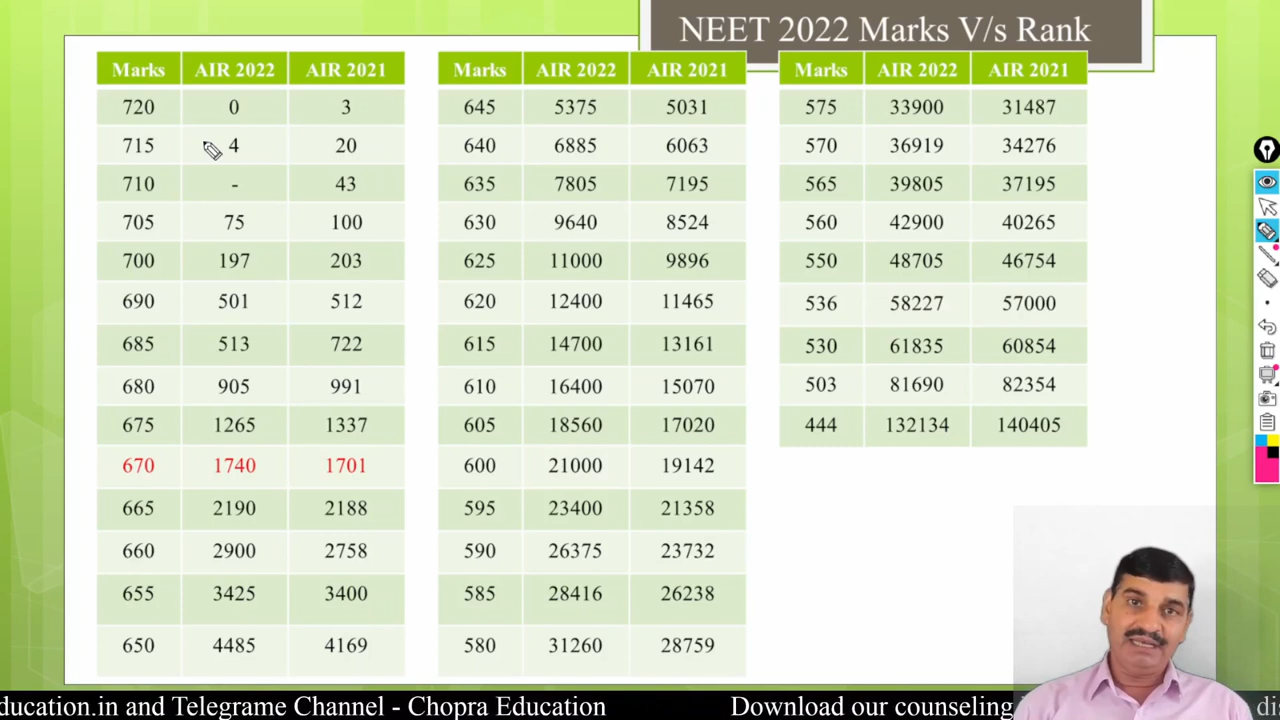 NEET 2022 Marks V/s Rank
Marks AIR 2022 AIR 2021
720 0 3
715 4 20
710 - 43
705 75 100
700 197 203
690 501 512
685 513 722
680 905 991
675 1265 1337
670 1740 1701
665 2190 2188
660 2900 2758
655 3425 3400
650 4485 4169
Marks AIR 2022 AIR 2021
645 5375 5031
640 6885 6063
635 7805 7195
630 9640 8524
625 11000 9896
620 12400 11465
615 14700 13161
610 16400 15070
605 18560 17020
600 21000 19142
595 23400 21358
590 26375 23732
585 28416 26238
580 31260 28759
Marks AIR 2022 AIR 2021
575 33900 31487
570 36919 34276
565 39805 37195
560 42900 40265
550 48705 46754
536 58227 57000
530 61835 60854
503 81690 82354
444 132134 140405
ducation.in and Telegrame Channel - Chopra Education Download our counseling di